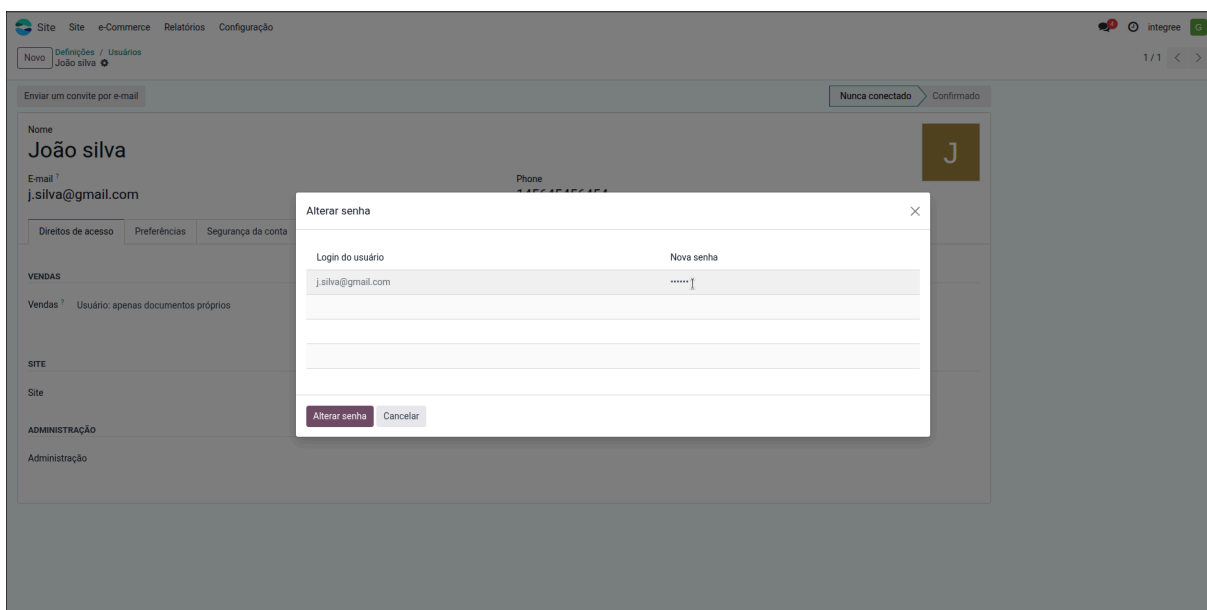 Site Site e-Commerce Relatórios Configuração 4 integree G
Novo Definições / Usuários
João silva 1 / 1
Enviar um convite por e-mail Nunca conectado Confirmado
Nome
João silva J
E-mail ? Phone
j.silva@gmail.com
Alterar senha
Direitos de acesso Preferências Segurança da conta
Login do usuário Nova senha
VENDAS
j.silva@gmail.com ••••••
Vendas ? Usuário: apenas documentos próprios
SITE
Site
Alterar senha Cancelar
ADMINISTRAÇÃO
Administração